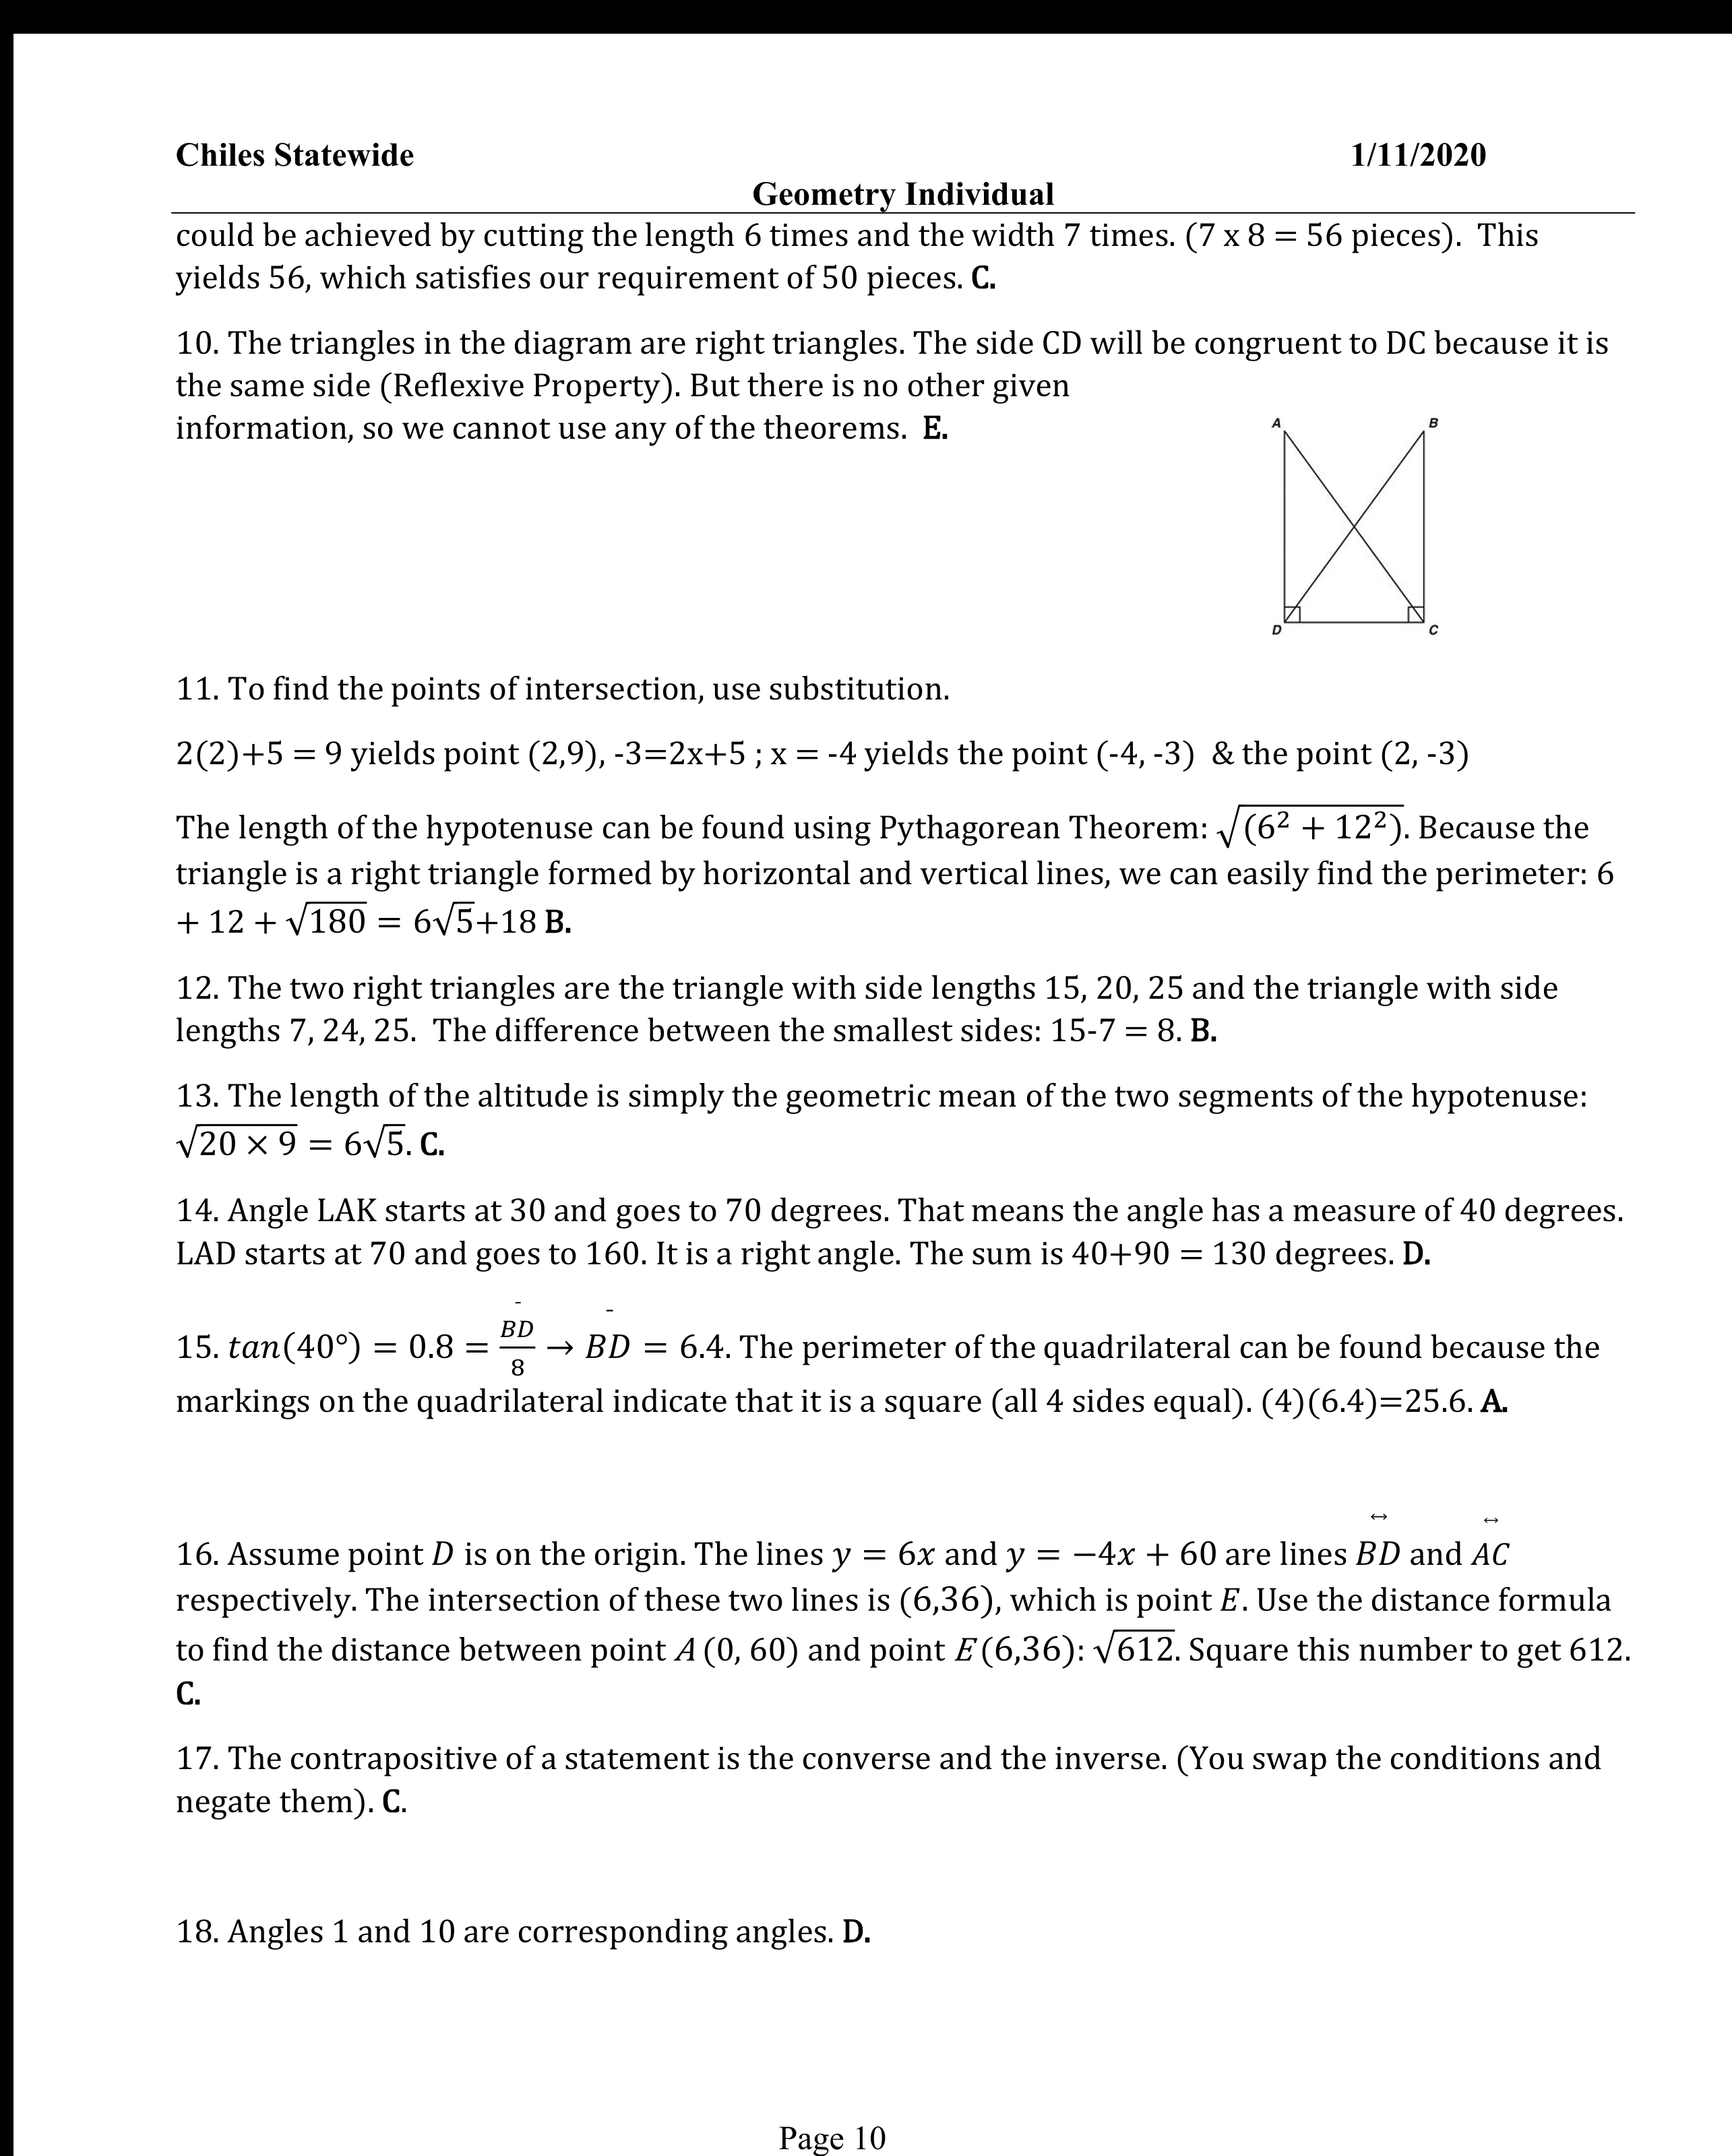 Chiles Statewide 1/11/2020
Geometry Individual
could be achieved by cutting the length 6 times and the width 7 times. (7 x 8 = 56 pieces).  This
yields 56, which satisfies our requirement of 50 pieces. C.
10. The triangles in the diagram are right triangles. The side CD will be congruent to DC because it is
the same side (Reflexive Property). But there is no other given
information, so we cannot use any of the theorems.  E.
A B
D C
11. To find the points of intersection, use substitution.
2(2)+5 = 9 yields point (2,9), -3=2x+5 ; x = -4 yields the point (-4, -3)  & the point (2, -3)
The length of the hypotenuse can be found using Pythagorean Theorem: √(6² + 12²). Because the
triangle is a right triangle formed by horizontal and vertical lines, we can easily find the perimeter: 6
+ 12 + √180 = 6√5+18 B.
12. The two right triangles are the triangle with side lengths 15, 20, 25 and the triangle with side
lengths 7, 24, 25.  The difference between the smallest sides: 15-7 = 8. B.
13. The length of the altitude is simply the geometric mean of the two segments of the hypotenuse:
√20 × 9 = 6√5. C.
14. Angle LAK starts at 30 and goes to 70 degrees. That means the angle has a measure of 40 degrees.
LAD starts at 70 and goes to 160. It is a right angle. The sum is 40+90 = 130 degrees. D.
15. tan(40°) = 0.8 = BD/8 → BD = 6.4. The perimeter of the quadrilateral can be found because the
markings on the quadrilateral indicate that it is a square (all 4 sides equal). (4)(6.4)=25.6. A.
16. Assume point D is on the origin. The lines y = 6x and y = −4x + 60 are lines BD and AC
respectively. The intersection of these two lines is (6,36), which is point E. Use the distance formula
to find the distance between point A (0, 60) and point E (6,36): √612. Square this number to get 612.
C.
17. The contrapositive of a statement is the converse and the inverse. (You swap the conditions and
negate them). C.
18. Angles 1 and 10 are corresponding angles. D.
Page 10